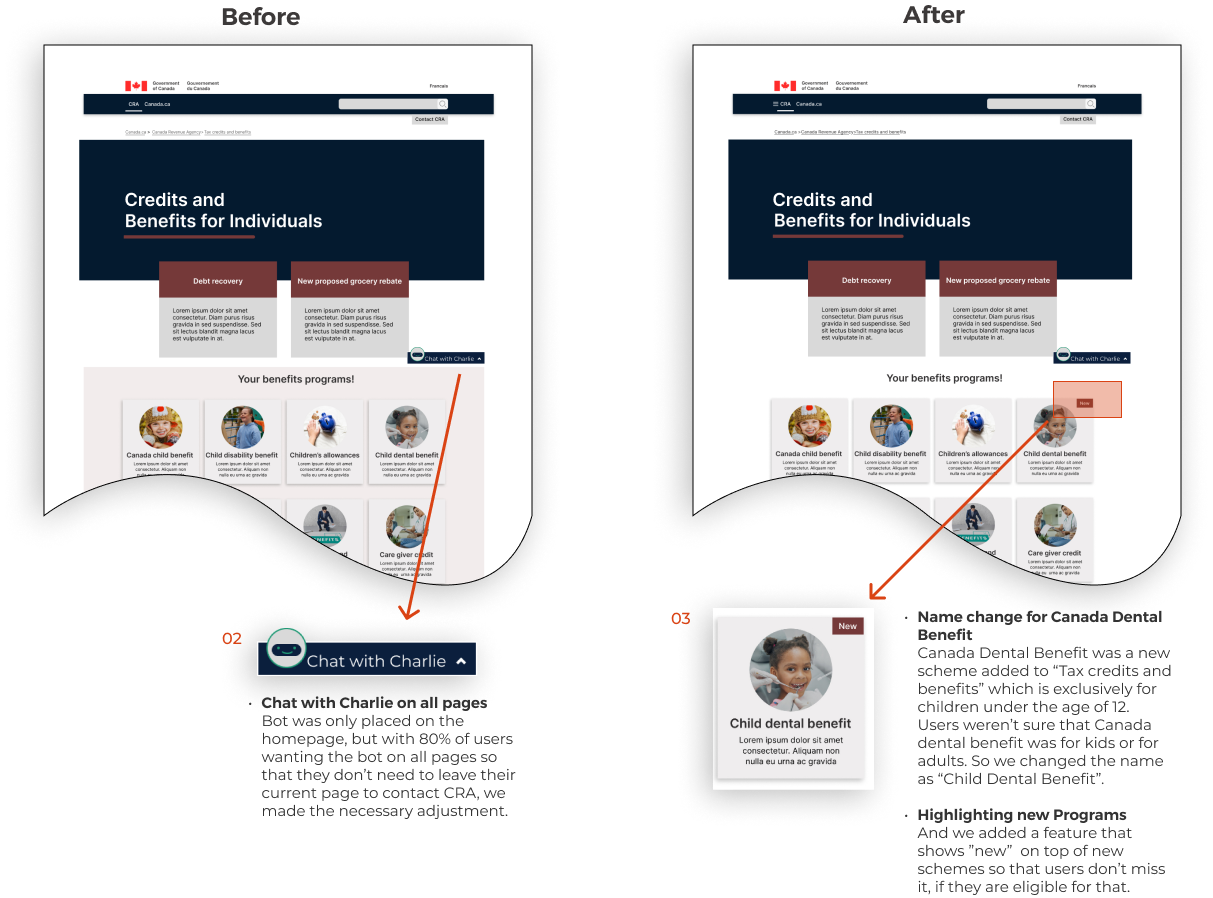 Before
Government
of Canada
Gouvernement
du Canada
Francais
CRA Canada.ca
Contact CRA
Canada.ca > Canada Revenue Agency > Tax credits and benefits
Credits and
Benefits for Individuals
Debt recovery
Lorem ipsum dolor sit amet
consectetur. Diam purus risus
gravida in sed suspendisse. Sed
sit lectus blandit magna lacus
est vulputate in at.
New proposed grocery rebate
Lorem ipsum dolor sit amet
consectetur. Diam purus risus
gravida in sed suspendisse. Sed
sit lectus blandit magna lacus
est vulputate in at.
Chat with Charlie
Your benefits programs!
Canada child benefit
Lorem ipsum dolor sit amet
consectetur. Aliquam non
nulla eu urna ac gravida
Child disability benefit
Lorem ipsum dolor sit amet
consectetur. Aliquam non
nulla eu urna ac gravida
Children's allowances
Lorem ipsum dolor sit amet
consectetur. Aliquam non
nulla eu urna ac gravida
Child dental benefit
Lorem ipsum dolor sit amet
consectetur. Aliquam non
nulla eu urna ac gravida
Care giver credit
Lorem ipsum dolor sit amet
consectetur. Aliquam non
nulla eu urna ac gravida
02
Chat with Charlie
· Chat with Charlie on all pages
Bot was only placed on the
homepage, but with 80% of users
wanting the bot on all pages so
that they don't need to leave their
current page to contact CRA, we
made the necessary adjustment.
After
Government
of Canada
Gouvernement
du Canada
Francais
CRA Canada.ca
Contact CRA
Canada.ca >Canada Revenue Agency>Tax credits and benefits
Credits and
Benefits for Individuals
Debt recovery
Lorem ipsum dolor sit amet
consectetur. Diam purus risus
gravida in sed suspendisse. Sed
sit lectus blandit magna lacus
est vulputate in at.
New proposed grocery rebate
Lorem ipsum dolor sit amet
consectetur. Diam purus risus
gravida in sed suspendisse. Sed
sit lectus blandit magna lacus
est vulputate in at.
Chat with Charlie
Your benefits programs!
New
Canada child benefit
Lorem ipsum dolor sit amet
consectetur. Aliquam non
nulla eu urna ac gravida
Child disability benefit
Lorem ipsum dolor sit amet
consectetur. Aliquam non
nulla eu urna ac gravida
Children's allowances
Lorem ipsum dolor sit amet
consectetur. Aliquam non
nulla eu urna ac gravida
Child dental benefit
Lorem ipsum dolor sit amet
consectetur. Aliquam non
nulla eu urna ac gravida
Care giver credit
Lorem ipsum dolor sit amet
consectetur. Aliquam non
nulla eu urna ac gravida
03
New
Child dental benefit
Lorem ipsum dolor sit amet
consectetur. Aliquam non
nulla eu urna ac gravida
· Name change for Canada Dental
Benefit
Canada Dental Benefit was a new
scheme added to “Tax credits and
benefits” which is exclusively for
children under the age of 12.
Users weren't sure that Canada
dental benefit was for kids or for
adults. So we changed the name
as “Child Dental Benefit”.
· Highlighting new Programs
And we added a feature that
shows ”new”  on top of new
schemes so that users don't miss
it, if they are eligible for that.